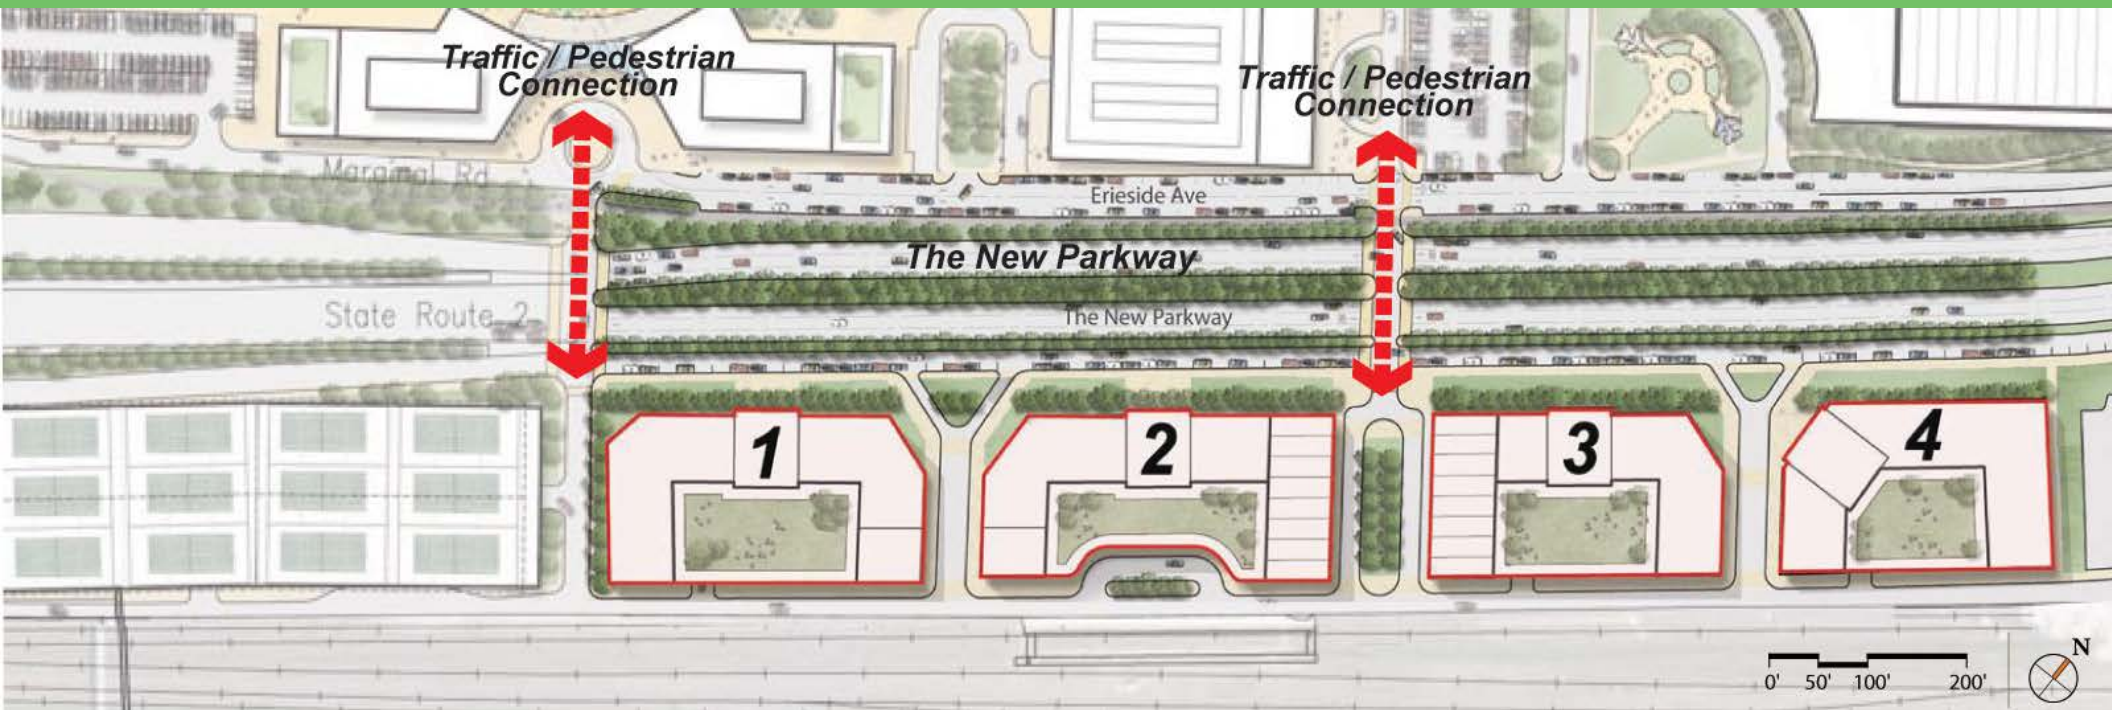 Traffic / Pedestrian
Connection
Traffic / Pedestrian
Connection
Marginal Rd
Erieside Ave
The New Parkway
State Route 2
The New Parkway
1
2
3
4
N
0' 50' 100' 200'